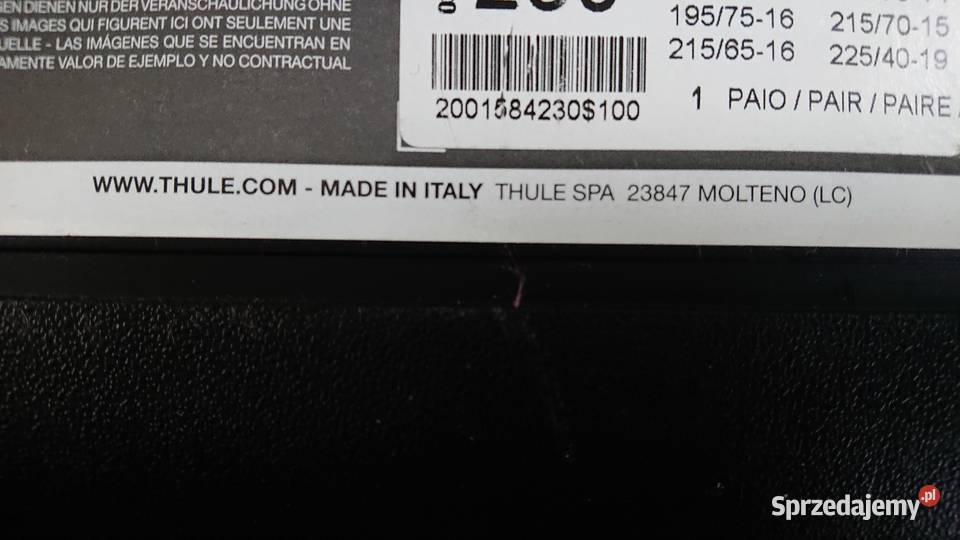 GEN DIENEN NUR DER VERANSCHAULICHUNG OHNE
S IMAGES QUI FIGURENT ICI ONT SEULEMENT UNE
UELLE - LAS IMÁGENES QUE SE ENCUENTRAN EN
AMENTE VALOR DE EJEMPLO Y NO CONTRACTUAL
195/75-16 215/70-15
215/65-16 225/40-19
2001584230$100
1 PAIO / PAIR / PAIRE /
WWW.THULE.COM - MADE IN ITALY THULE SPA 23847 MOLTENO (LC)
Sprzedajemy.pl